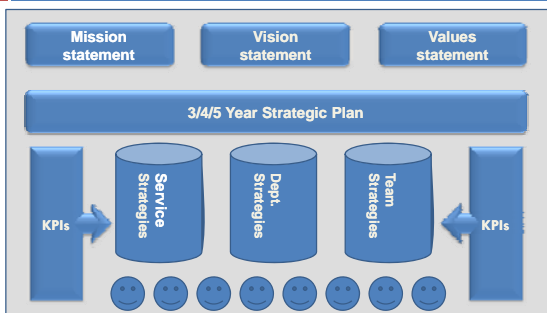 Mission
statement
Vision
statement
Values
statement
3/4/5 Year Strategic Plan
KPIs
Service
Strategies
Dept.
Strategies
Team
Strategies
KPIs